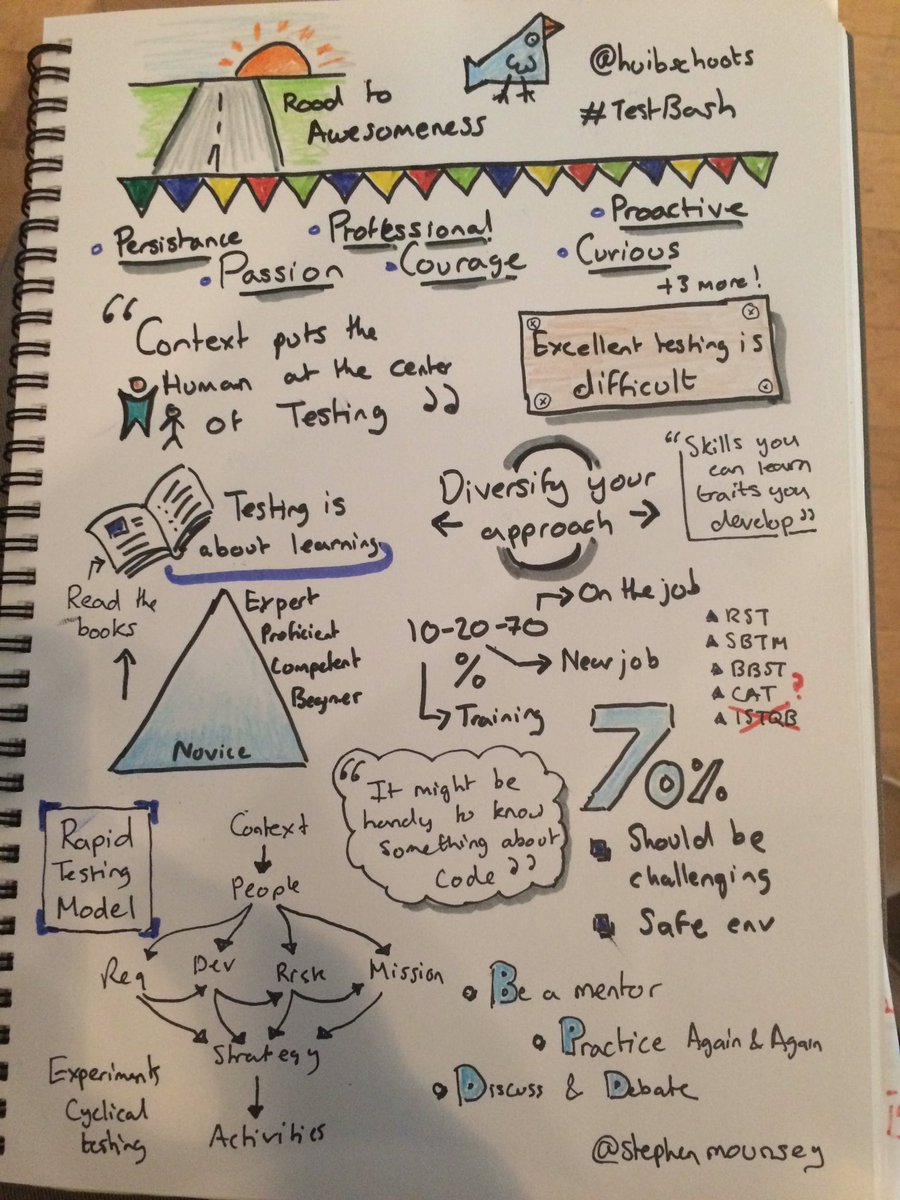 Road to
Awesomeness
@huibschoots
#TestBash
Persistance
Professional
Proactive
Passion
Courage
Curious
+3 more!
“Context puts the
Human at the center
of Testing ”
Excellent testing is
difficult
Testing is
about learning
Read the
books
Diversify your
approach
“Skills you
can learn
traits you
develop”
Expert
Proficient
Competent
Beginer
Novice
10-20-70
%
On the job
New job
Training
RST
SBTM
BBST
CAT ?
ISTQB
70%
Should be
challenging
Safe env
“It might be
handy to know
something about
Code ”
Rapid
Testing
Model
Context
People
Req Dev Risk Mission
Strategy
Activities
Experiments
Cyclical
testing
Be a mentor
Practice Again & Again
Discuss & Debate
@stephenmounsey